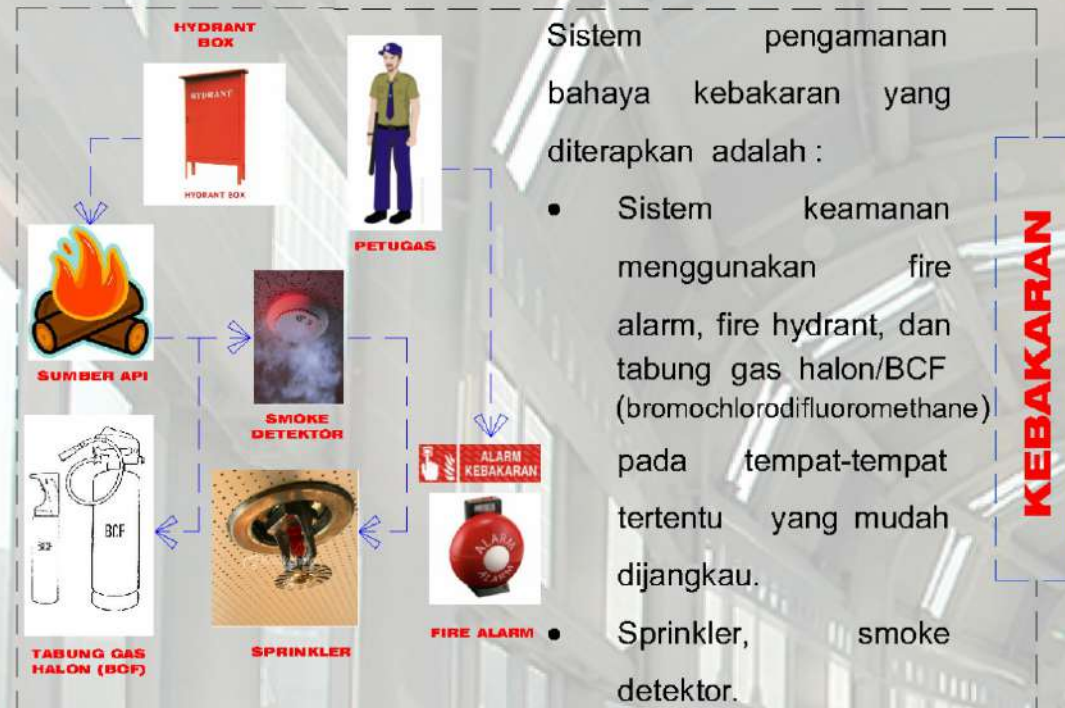 HYDRANT
BOX
HYDRANT
HYDRANT BOX
PETUGAS
SUMBER API
SMOKE
DETEKTOR
ALARM
KEBAKARAN
BCF
BCF
ALARM
ALARM
TABUNG GAS
HALON (BCF)
SPRINKLER
FIRE ALARM
Sistem pengamanan
bahaya kebakaran yang
diterapkan adalah :
• Sistem keamanan
menggunakan fire
alarm, fire hydrant, dan
tabung gas halon/BCF
(bromochlorodifluoromethane)
pada tempat-tempat
tertentu yang mudah
dijangkau.
• Sprinkler, smoke
detektor.
KEBAKARAN